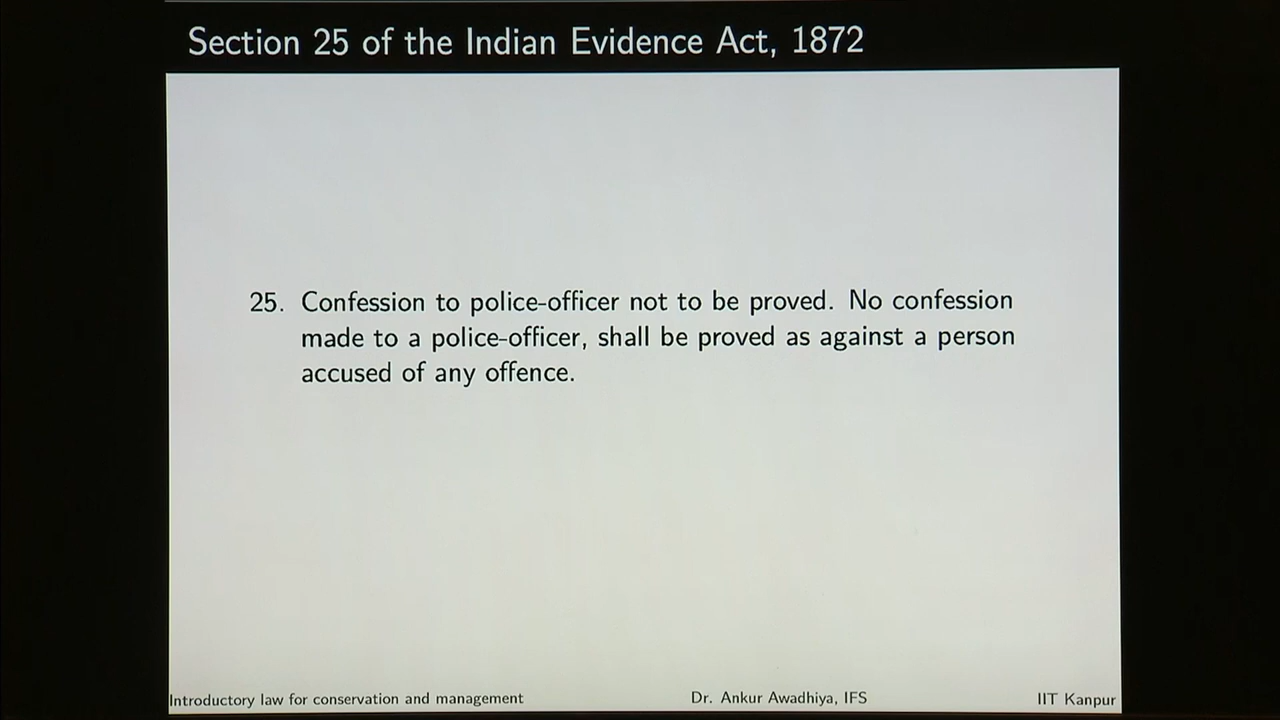 Section 25 of the Indian Evidence Act, 1872
25. Confession to police-officer not to be proved. No confession
made to a police-officer, shall be proved as against a person
accused of any offence.
Introductory law for conservation and management Dr. Ankur Awadhiya, IFS IIT Kanpur